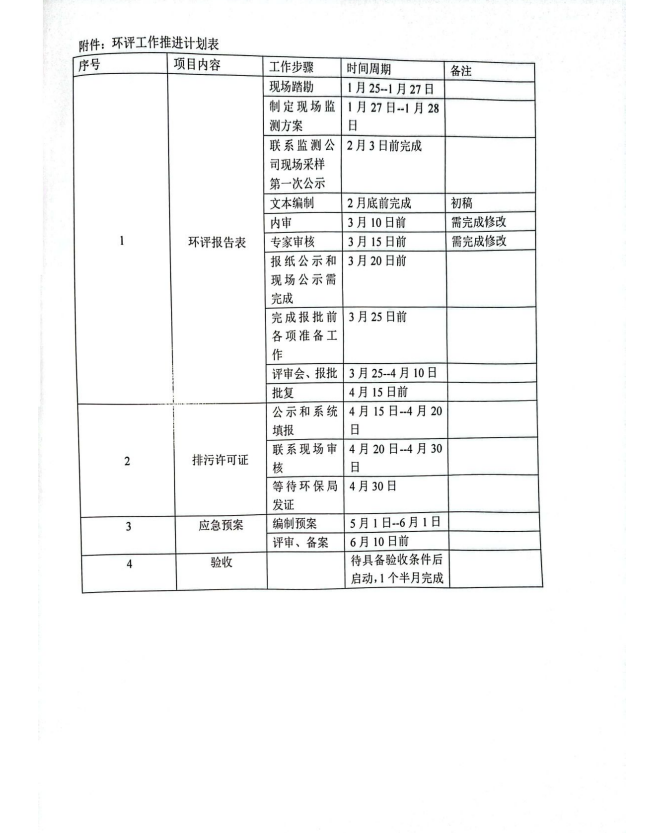 附件：环评工作推进计划表
序号 项目内容 工作步骤 时间周期 备注
现场踏勘 1月25--1月27日
制定现场监 1月27日--1月28
测方案 日
联系监测公 2月3日前完成
司现场采样
第一次公示
文本编制 2月底前完成 初稿
内审 3月10日前 需完成修改
1 环评报告表 专家审核 3月15日前 需完成修改
报纸公示和 3月20日前
现场公示需
完成
完成报批前 3月25日前
各项准备工
作
评审会、报批 3月25--4月10日
批复 4月15日前
公示和系统 4月15日--4月20
填报 日
2 排污许可证 联系现场审 4月20日--4月30
核 日
等待环保局 4月30日
发证
3 应急预案 编制预案 5月1日--6月1日
评审、备案 6月10日前
4 验收 待具备验收条件后
启动，1个半月完成